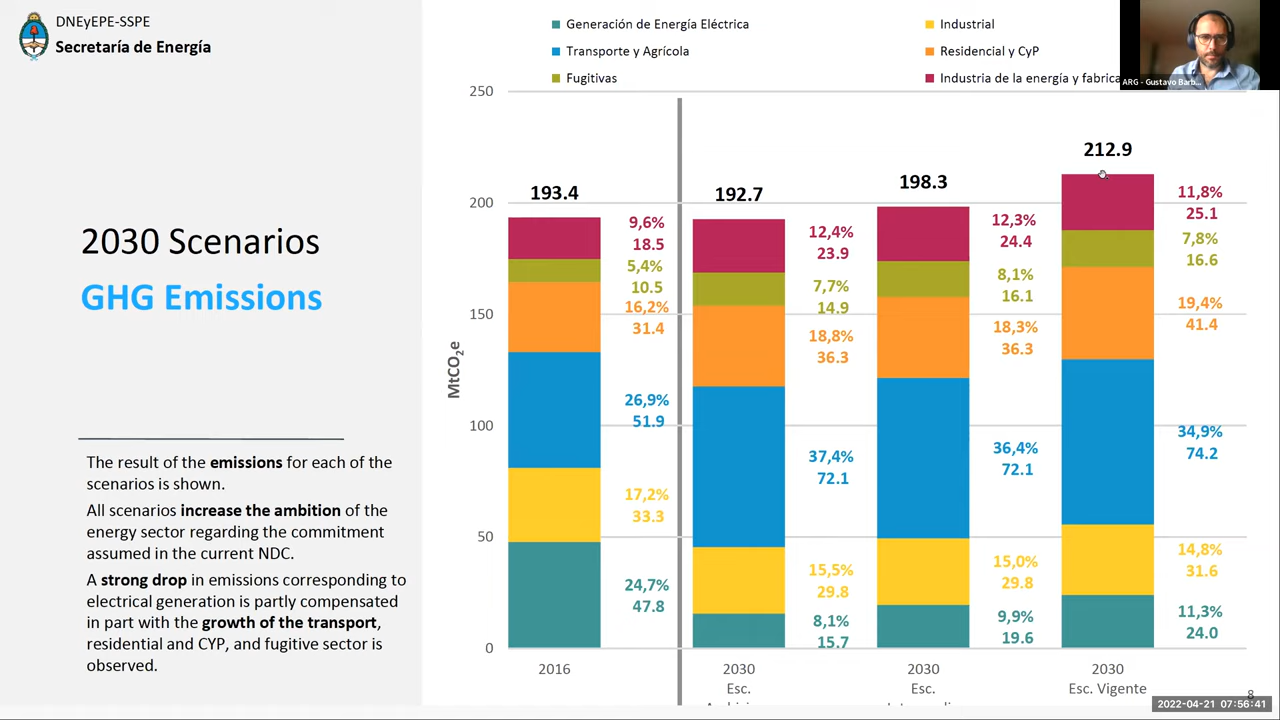 DNEyEPE-SSPE
Secretaría de Energía
2030 Scenarios
GHG Emissions
The result of the emissions for each of the
scenarios is shown.
All scenarios increase the ambition of the
energy sector regarding the commitment
assumed in the current NDC.
A strong drop in emissions corresponding to
electrical generation is partly compensated
in part with the growth of the transport,
residential and CYP, and fugitive sector is
observed.
Generación de Energía Eléctrica
Industrial
Transporte y Agrícola
Residencial y CyP
Fugitivas
Industria de la energía y fabrica
ARG - Gustavo Barb...
MtCO2e
250
200
150
100
50
0
193.4
9,6%
18.5
5,4%
10.5
16,2%
31.4
26,9%
51.9
17,2%
33.3
24,7%
47.8
2016
192.7
12,4%
23.9
7,7%
14.9
18,8%
36.3
37,4%
72.1
15,5%
29.8
8,1%
15.7
2030
Esc.
198.3
12,3%
24.4
8,1%
16.1
18,3%
36.3
36,4%
72.1
15,0%
29.8
9,9%
19.6
2030
Esc.
212.9
11,8%
25.1
7,8%
16.6
19,4%
41.4
34,9%
74.2
14,8%
31.6
11,3%
24.0
2030
Esc. Vigente
8
2022-04-21 07:56:41